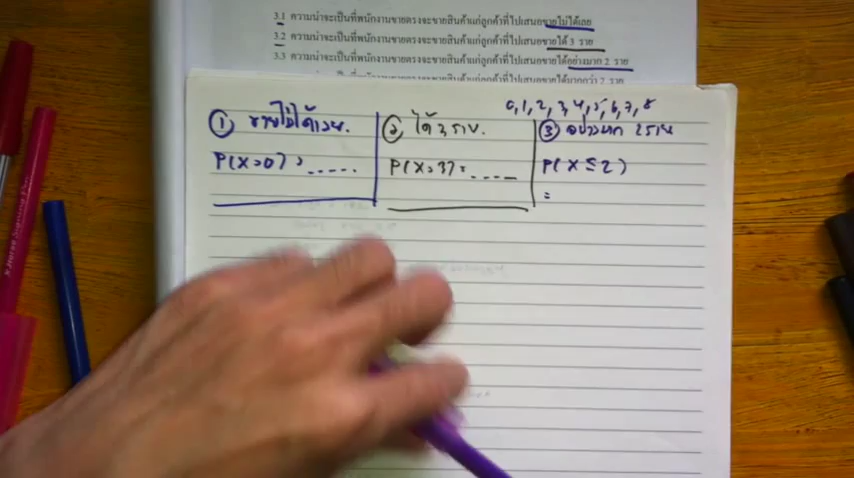 3.1 ความน่าจะเป็นที่พนักงานขายตรงจะขายสินค้าแก่ลูกค้าที่ไปเสนอขายไม่ได้เลย
3.2 ความน่าจะเป็นที่พนักงานขายตรงจะขายสินค้าแก่ลูกค้าที่ไปเสนอขายได้ 3 ราย
3.3 ความน่าจะเป็นที่พนักงานขายตรงจะขายสินค้าแก่ลูกค้าที่ไปเสนอขายได้อย่างมาก 2 ราย
0, 1, 2, 3, 4, 5, 6, 7, 8
① ขายไม่ได้เลย.
② ได้ 3 ราย.
③ อย่างมาก 2 ราย
P(X=0) = .....
P(X=3) = ....
P(X ≤ 2)
=